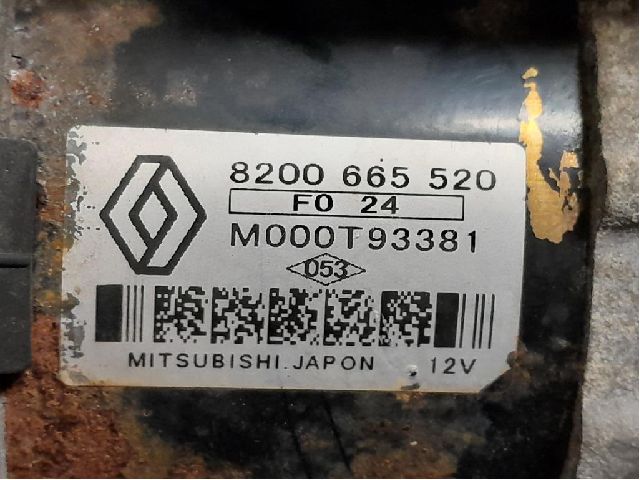 8200 665 520
F0 24
M000T93381
053
MITSUBISHI.JAPON 12V